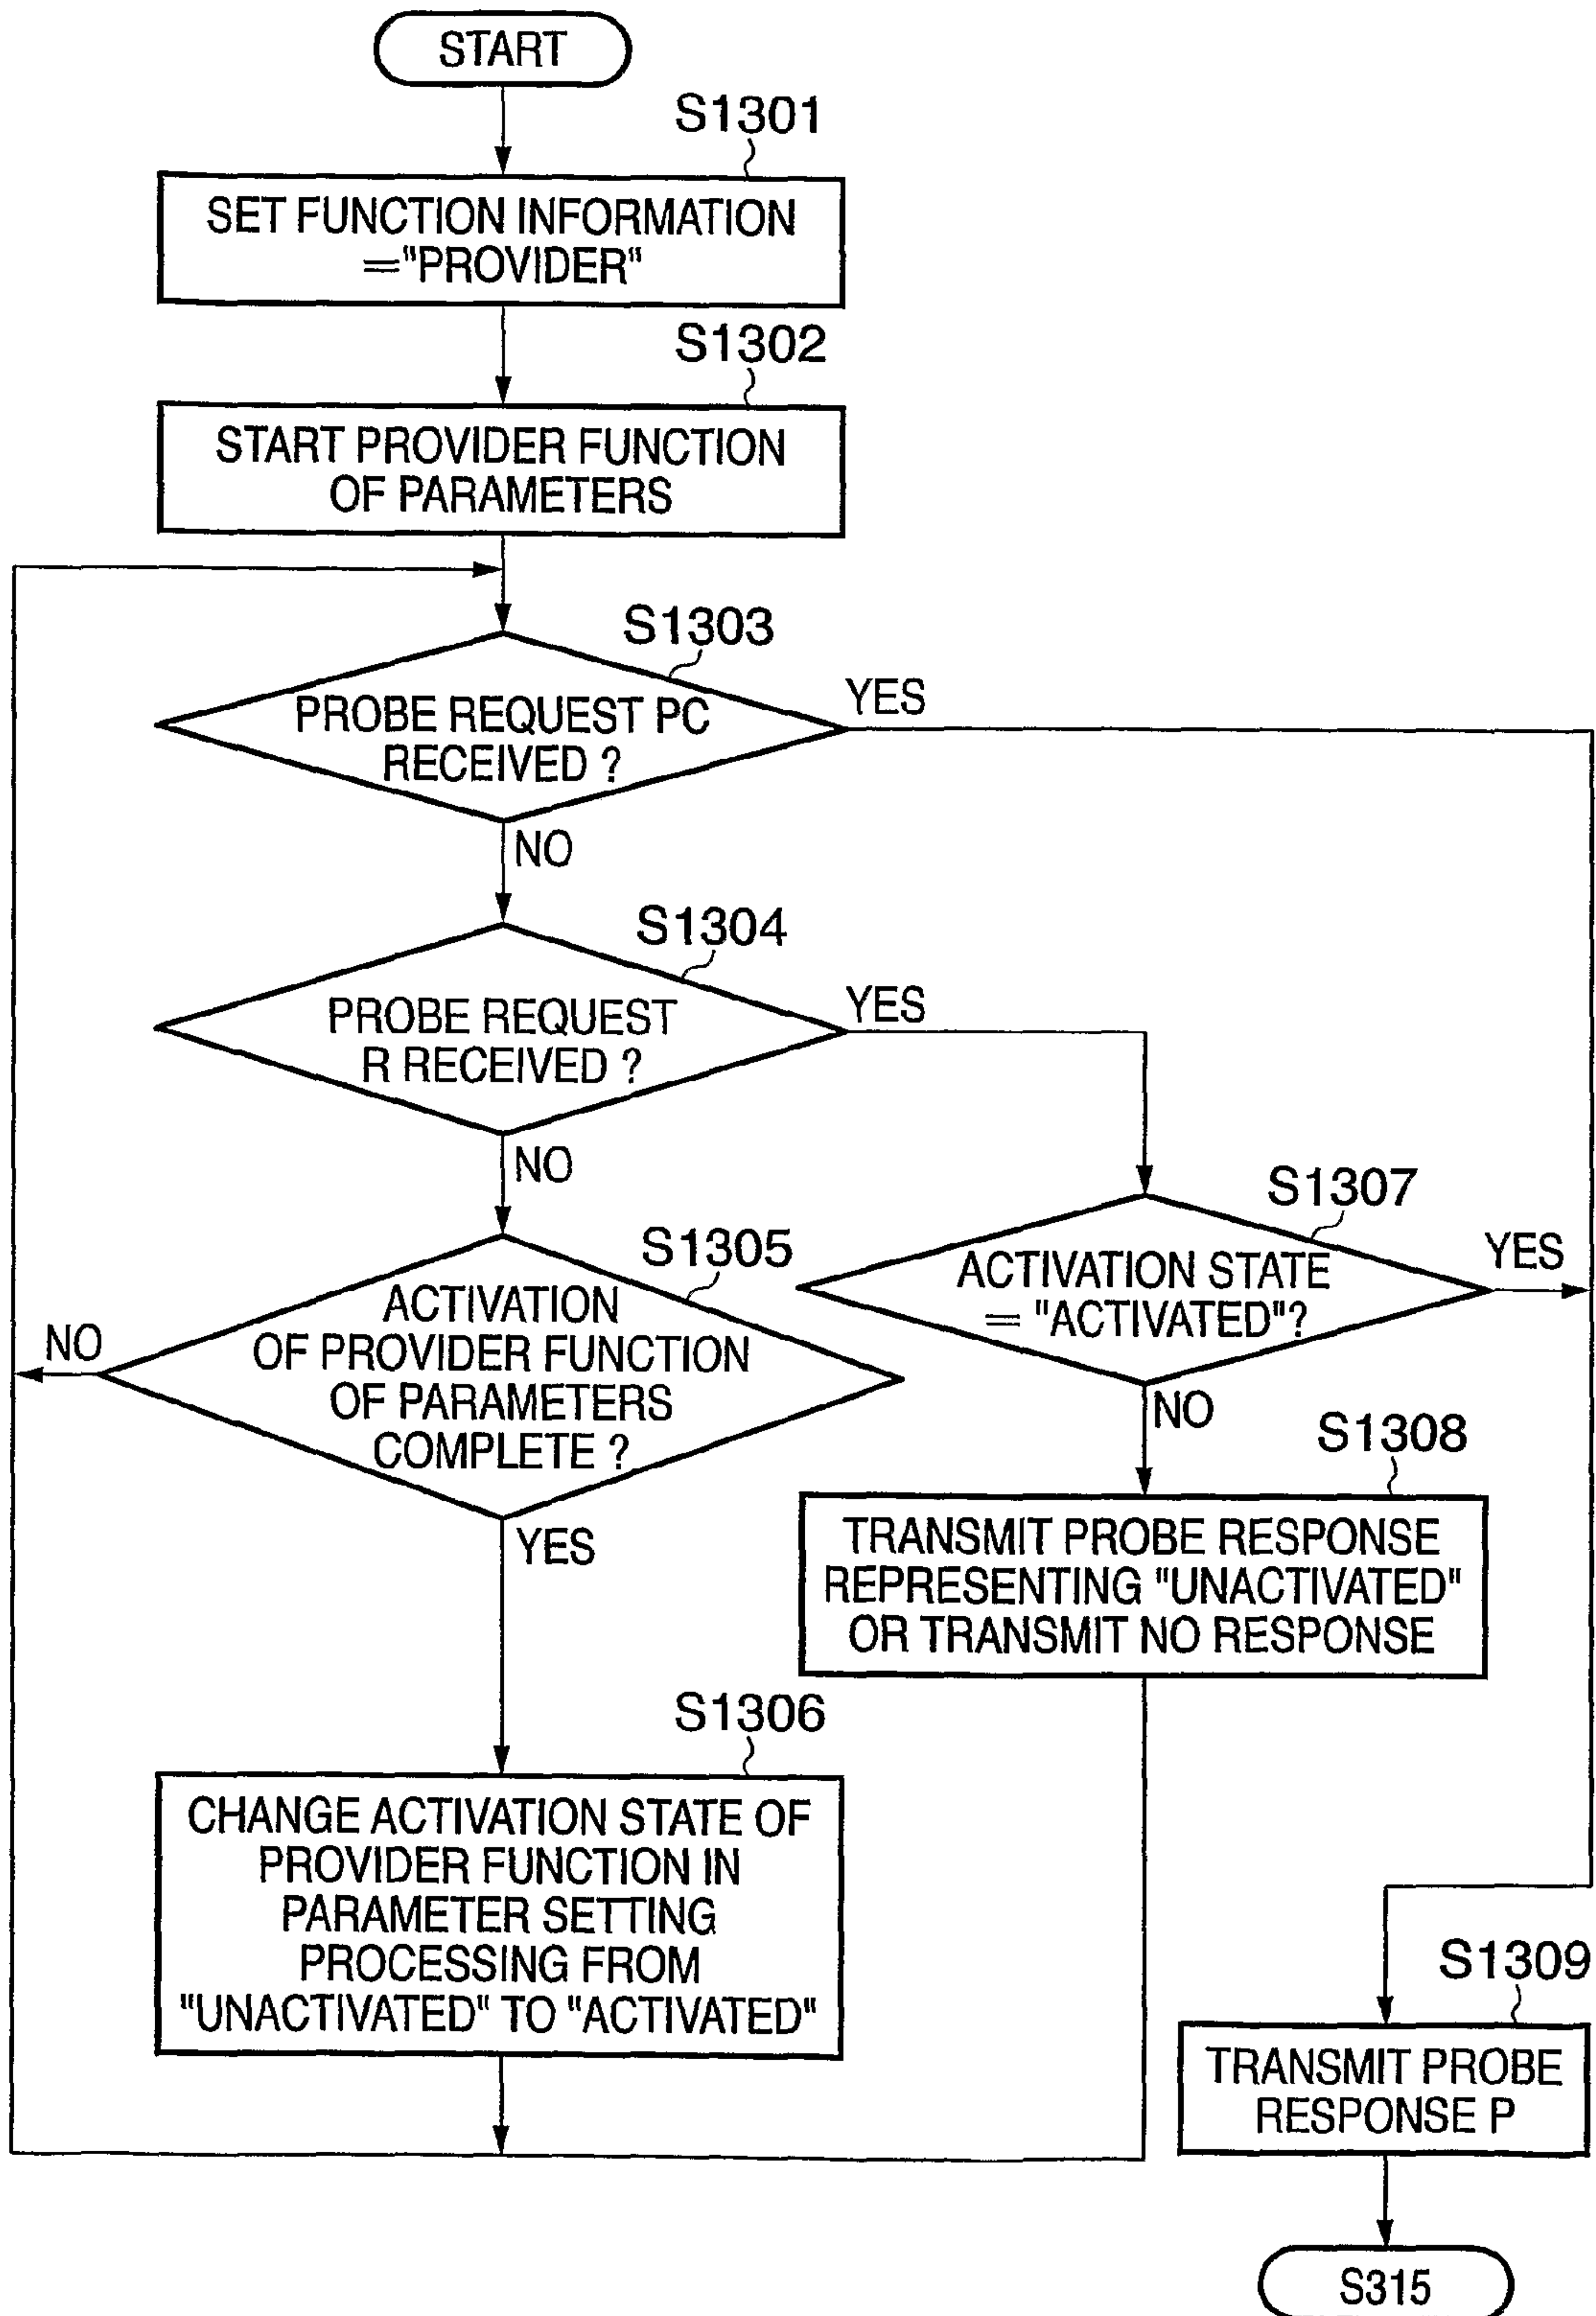 START
S1301
SET FUNCTION INFORMATION
="PROVIDER"
S1302
START PROVIDER FUNCTION
OF PARAMETERS
S1303
PROBE REQUEST PC
RECEIVED ?
YES
NO
S1304
PROBE REQUEST
R RECEIVED ?
YES
NO
S1305
ACTIVATION
OF PROVIDER FUNCTION
OF PARAMETERS
COMPLETE ?
NO
YES
S1307
ACTIVATION STATE
= "ACTIVATED"?
YES
NO
S1308
TRANSMIT PROBE RESPONSE
REPRESENTING "UNACTIVATED"
OR TRANSMIT NO RESPONSE
S1306
CHANGE ACTIVATION STATE OF
PROVIDER FUNCTION IN
PARAMETER SETTING
PROCESSING FROM
"UNACTIVATED" TO "ACTIVATED"
S1309
TRANSMIT PROBE
RESPONSE P
S315